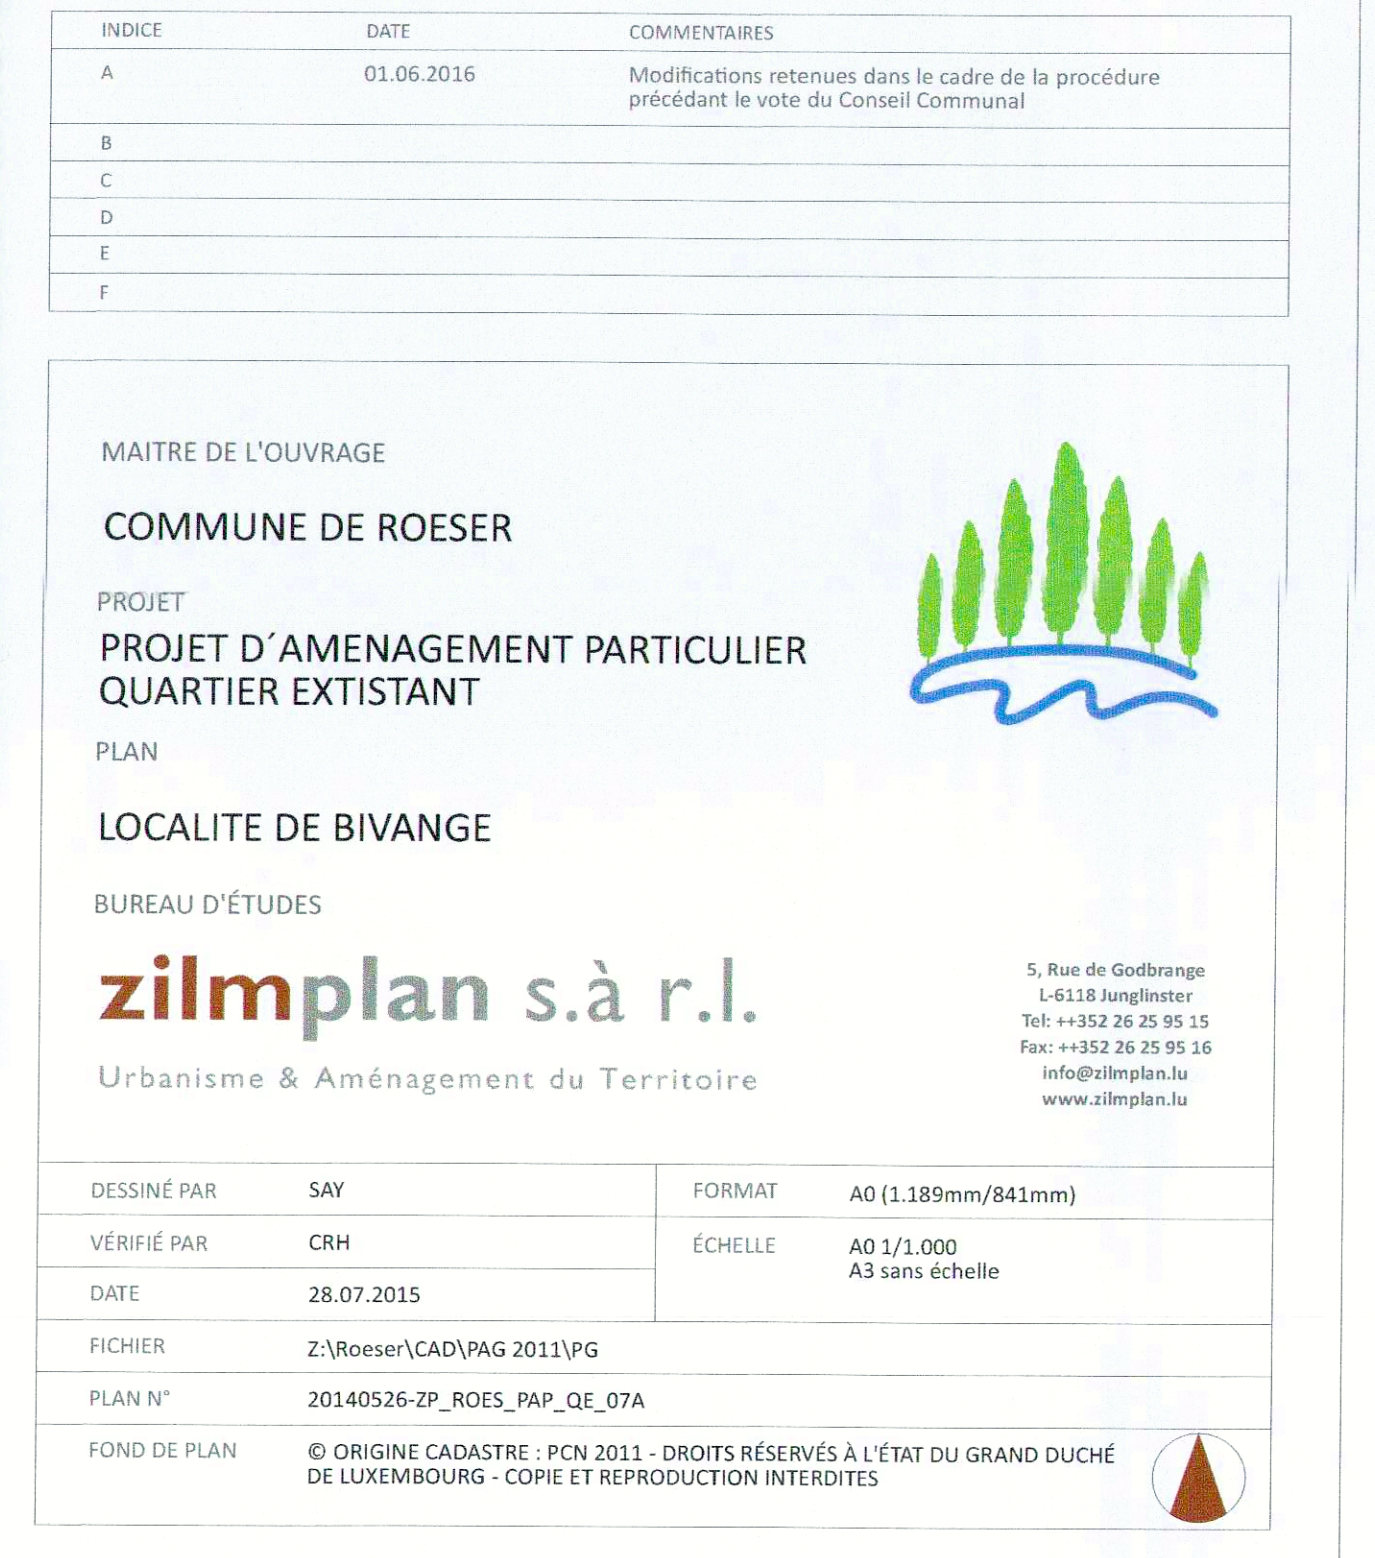 INDICE DATE COMMENTAIRES
A 01.06.2016 Modifications retenues dans le cadre de la procédure
précédant le vote du Conseil Communal
B
C
D
E
F
MAITRE DE L'OUVRAGE
COMMUNE DE ROESER
PROJET
PROJET D´AMENAGEMENT PARTICULIER
QUARTIER EXTISTANT
PLAN
LOCALITE DE BIVANGE
BUREAU D'ÉTUDES
zilmplan s.à r.l.
Urbanisme & Aménagement du Territoire
5, Rue de Godbrange
L-6118 Junglinster
Tel: ++352 26 25 95 15
Fax: ++352 26 25 95 16
info@zilmplan.lu
www.zilmplan.lu
DESSINÉ PAR SAY FORMAT A0 (1.189mm/841mm)
VÉRIFIÉ PAR CRH ÉCHELLE A0 1/1.000
A3 sans échelle
DATE 28.07.2015
FICHIER Z:\Roeser\CAD\PAG 2011\PG
PLAN N° 20140526-ZP_ROES_PAP_QE_07A
FOND DE PLAN © ORIGINE CADASTRE : PCN 2011 - DROITS RÉSERVÉS À L'ÉTAT DU GRAND DUCHÉ
DE LUXEMBOURG - COPIE ET REPRODUCTION INTERDITES